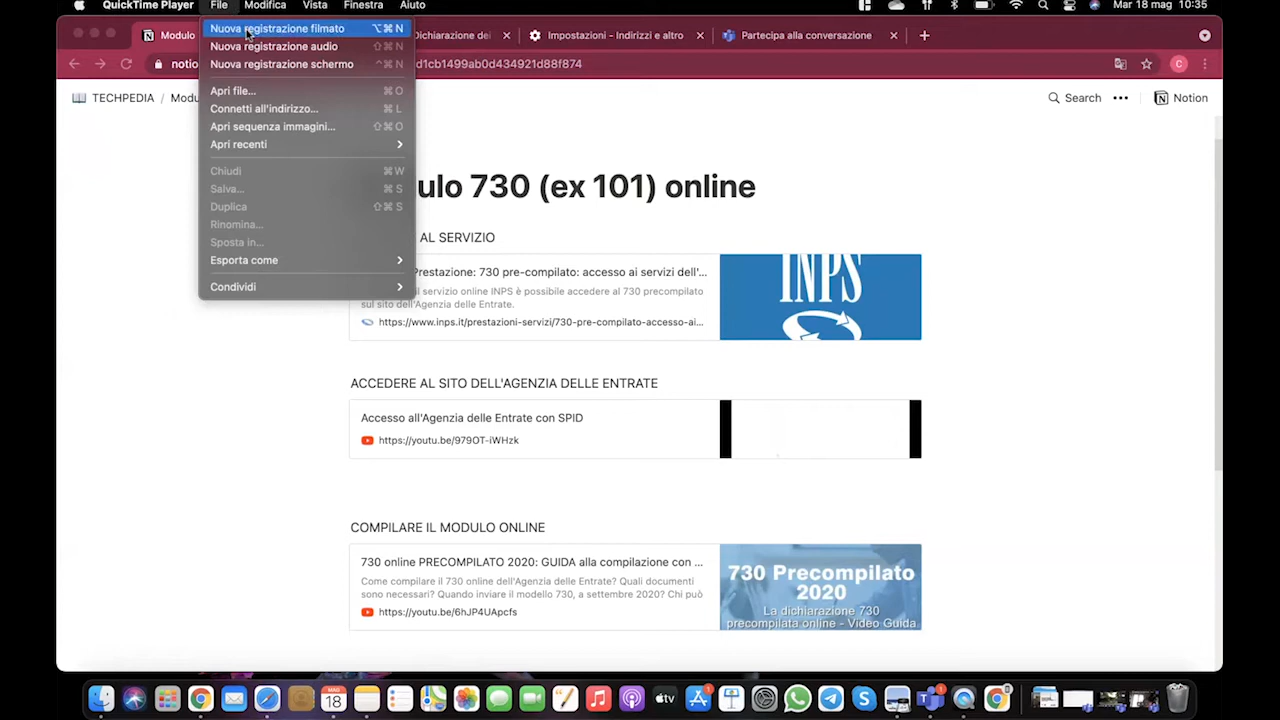 QuickTime Player File Modifica Vista Finestra Aiuto Mar 18 mag 10:35
Modulo Dichiarazione dei Impostazioni - Indirizzi e altro Partecipa alla conversazione
notio d1cb1499ab0d434921d88f874 C
TECHPEDIA / Modu Search Notion
Nuova registrazione filmato ⌥⌘N
Nuova registrazione audio ⇧⌘N
Nuova registrazione schermo ^⌘N
Apri file... ⌘O
Connetti all'indirizzo... ⌘L
Apri sequenza immagini... ⇧⌘O
Apri recenti
Chiudi ⌘W
Salva... ⌘S
Duplica ⇧⌘S
Rinomina...
Sposta in...
Esporta come
Condividi
ulo 730 (ex 101) online
AL SERVIZIO
Prestazione: 730 pre-compilato: accesso ai servizi dell'...
il servizio online INPS è possibile accedere al 730 precompilato
sul sito dell'Agenzia delle Entrate.
https://www.inps.it/prestazioni-servizi/730-pre-compilato-accesso-ai...
INPS
ACCEDERE AL SITO DELL'AGENZIA DELLE ENTRATE
Accesso all'Agenzia delle Entrate con SPID
https://youtu.be/979OT-iWHzk
COMPILARE IL MODULO ONLINE
730 online PRECOMPILATO 2020: GUIDA alla compilazione con ...
Come compilare il 730 online dell'Agenzia delle Entrate? Quali documenti
sono necessari? Quando inviare il modello 730, a settembre 2020? Chi può
https://youtu.be/6hJP4UApcfs
730 Precompilato
2020
La dichiarazione 730
precompilata online - Video Guida